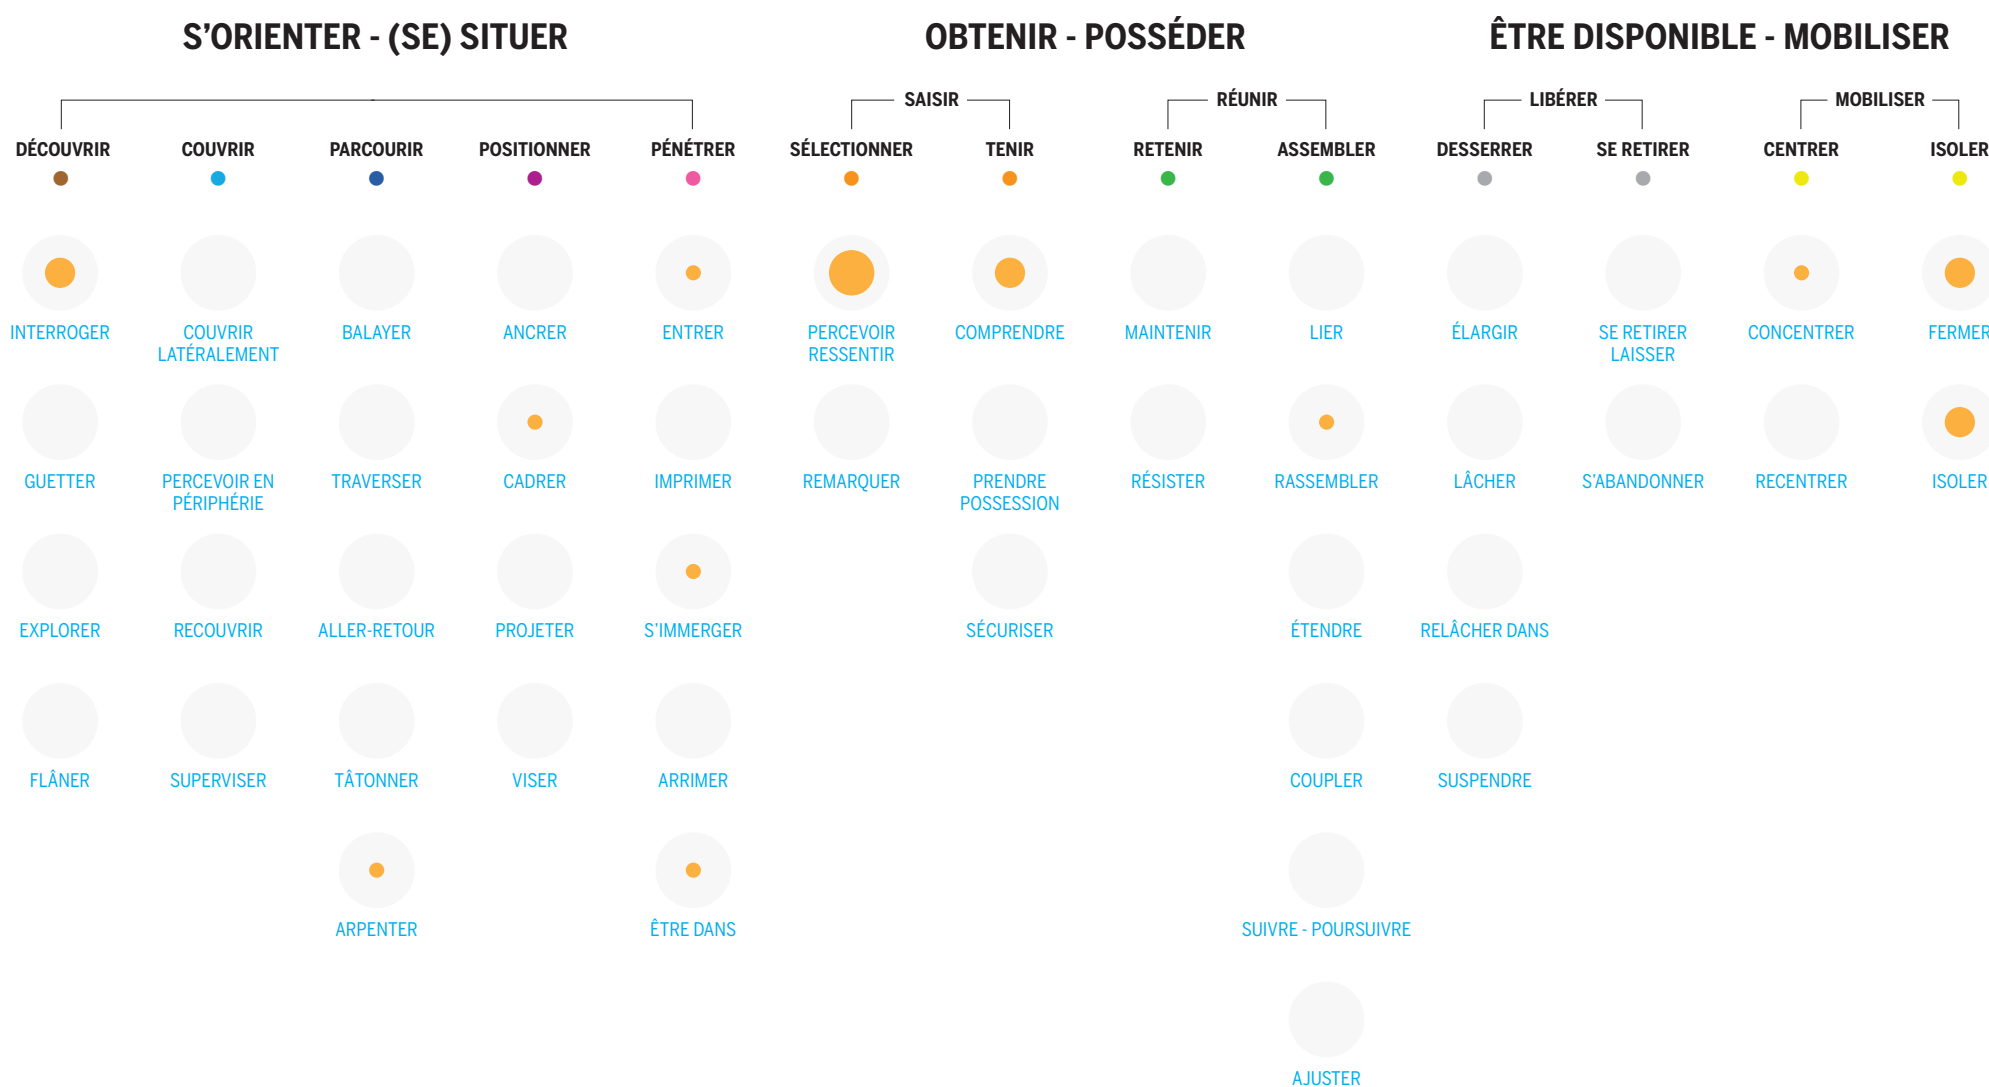 S'ORIENTER - (SE) SITUER
OBTENIR - POSSÉDER
ÊTRE DISPONIBLE - MOBILISER
SAISIR
RÉUNIR
LIBÉRER
MOBILISER
DÉCOUVRIR
COUVRIR
PARCOURIR
POSITIONNER
PÉNÉTRER
SÉLECTIONNER
TENIR
RETENIR
ASSEMBLER
DESSERRER
SE RETIRER
CENTRER
ISOLER
INTERROGER
COUVRIR
LATÉRALEMENT
BALAYER
ANCRER
ENTRER
PERCEVOIR
RESSENTIR
COMPRENDRE
MAINTENIR
LIER
ÉLARGIR
SE RETIRER
LAISSER
CONCENTRER
FERMER
GUETTER
PERCEVOIR EN
PÉRIPHÉRIE
TRAVERSER
CADRER
IMPRIMER
REMARQUER
PRENDRE
POSSESSION
RÉSISTER
RASSEMBLER
LÂCHER
S'ABANDONNER
RECENTRER
ISOLER
EXPLORER
RECOUVRIR
ALLER-RETOUR
PROJETER
S'IMMERGER
SÉCURISER
ÉTENDRE
RELÂCHER DANS
FLÂNER
SUPERVISER
TÂTONNER
VISER
ARRIMER
COUPLER
SUSPENDRE
ARPENTER
ÊTRE DANS
SUIVRE - POURSUIVRE
AJUSTER